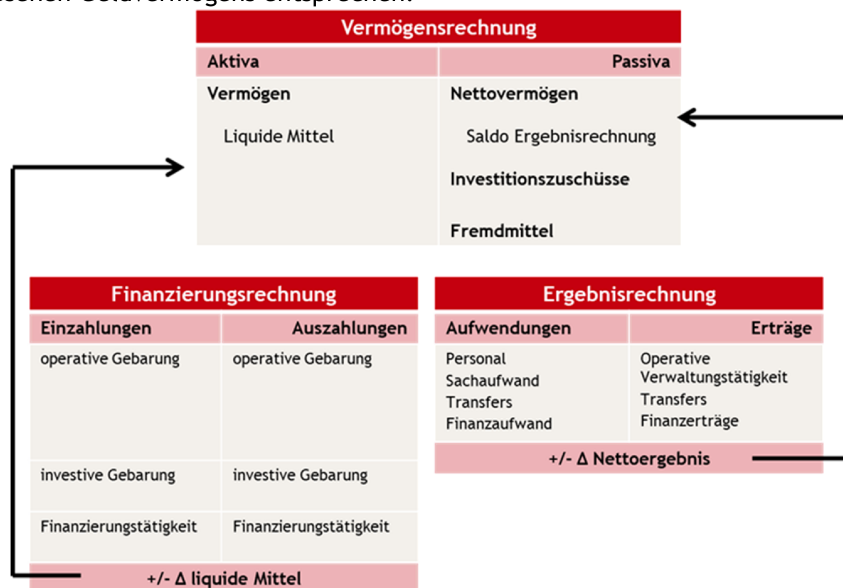 Geldvermögens entsprechen.
Vermögensrechnung
Aktiva Passiva
Vermögen Nettovermögen
Liquide Mittel Saldo Ergebnisrechnung
Investitionszuschüsse
Fremdmittel
Finanzierungsrechnung
Einzahlungen Auszahlungen
operative Gebarung operative Gebarung
investive Gebarung investive Gebarung
Finanzierungstätigkeit Finanzierungstätigkeit
+/- Δ liquide Mittel
Ergebnisrechnung
Aufwendungen Erträge
Personal Operative
Sachaufwand Verwaltungstätigkeit
Transfers Transfers
Finanzaufwand Finanzerträge
+/- Δ Nettoergebnis